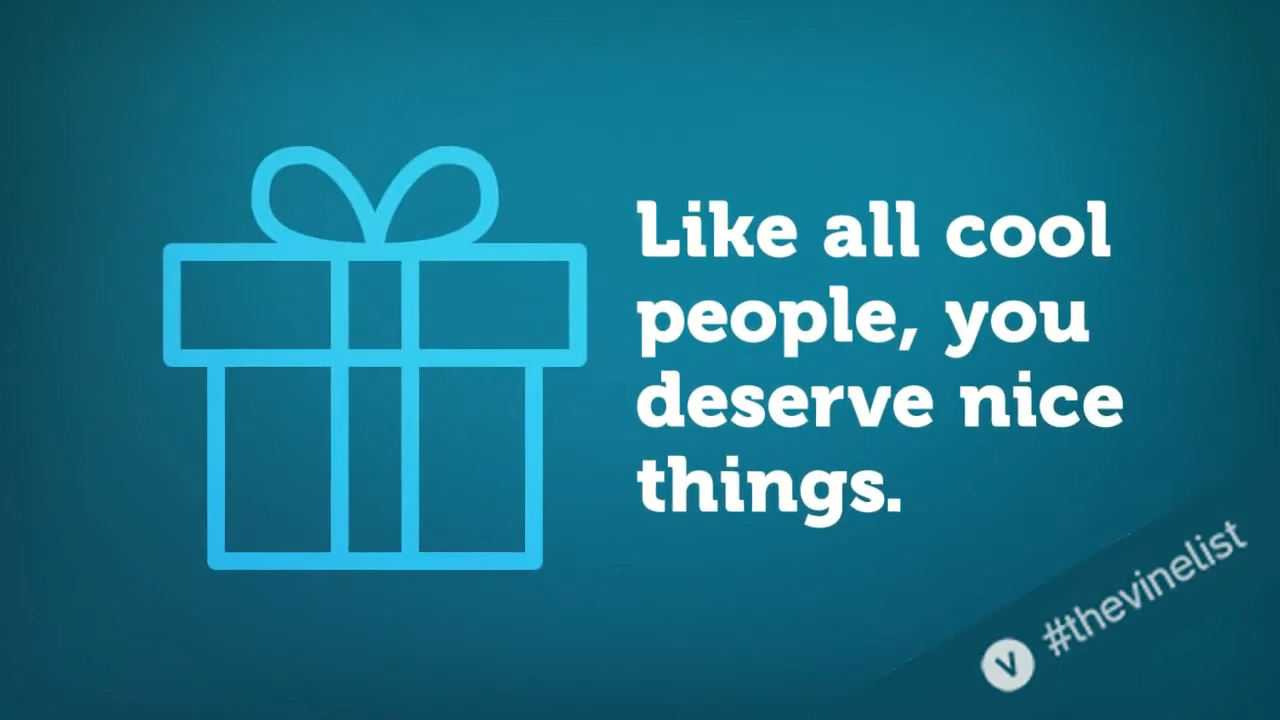 Like all cool
people, you
deserve nice
things.
V #thevinelist